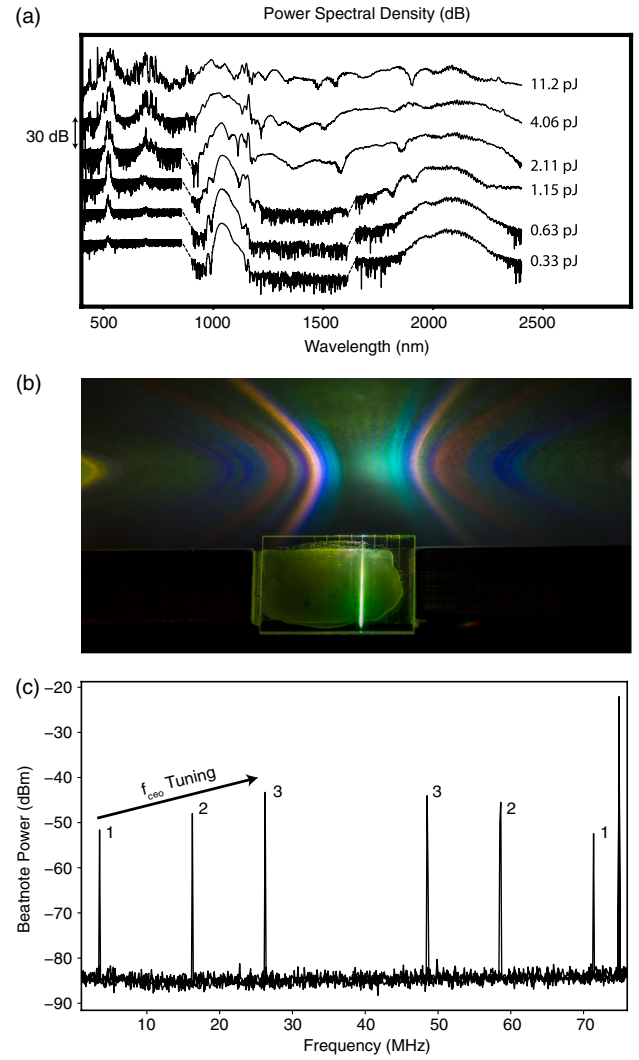 (a)
Power Spectral Density (dB)
30 dB
11.2 pJ
4.06 pJ
2.11 pJ
1.15 pJ
0.63 pJ
0.33 pJ
500 1000 1500 2000 2500
Wavelength (nm)
(b)
(c)
−20
−30
−40
−50
−60
−70
−80
−90
Beatnote Power (dBm)
fceo Tuning
1 2 3 3 2 1
10 20 30 40 50 60 70
Frequency (MHz)